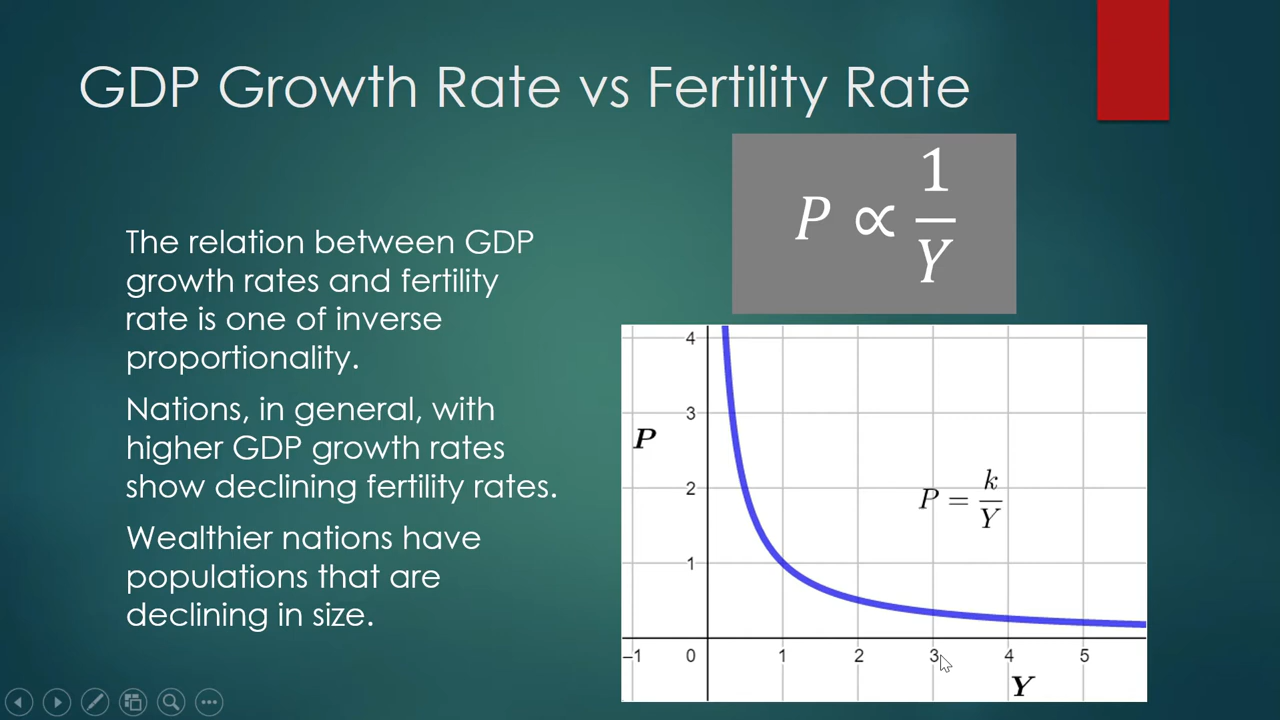 GDP Growth Rate vs Fertility Rate
P ∝ 1/Y
The relation between GDP
growth rates and fertility
rate is one of inverse
proportionality.
Nations, in general, with
higher GDP growth rates
show declining fertility rates.
Wealthier nations have
populations that are
declining in size.
4
3
P
2
P = k/Y
1
–1 0 1 2 3 4 5
Y